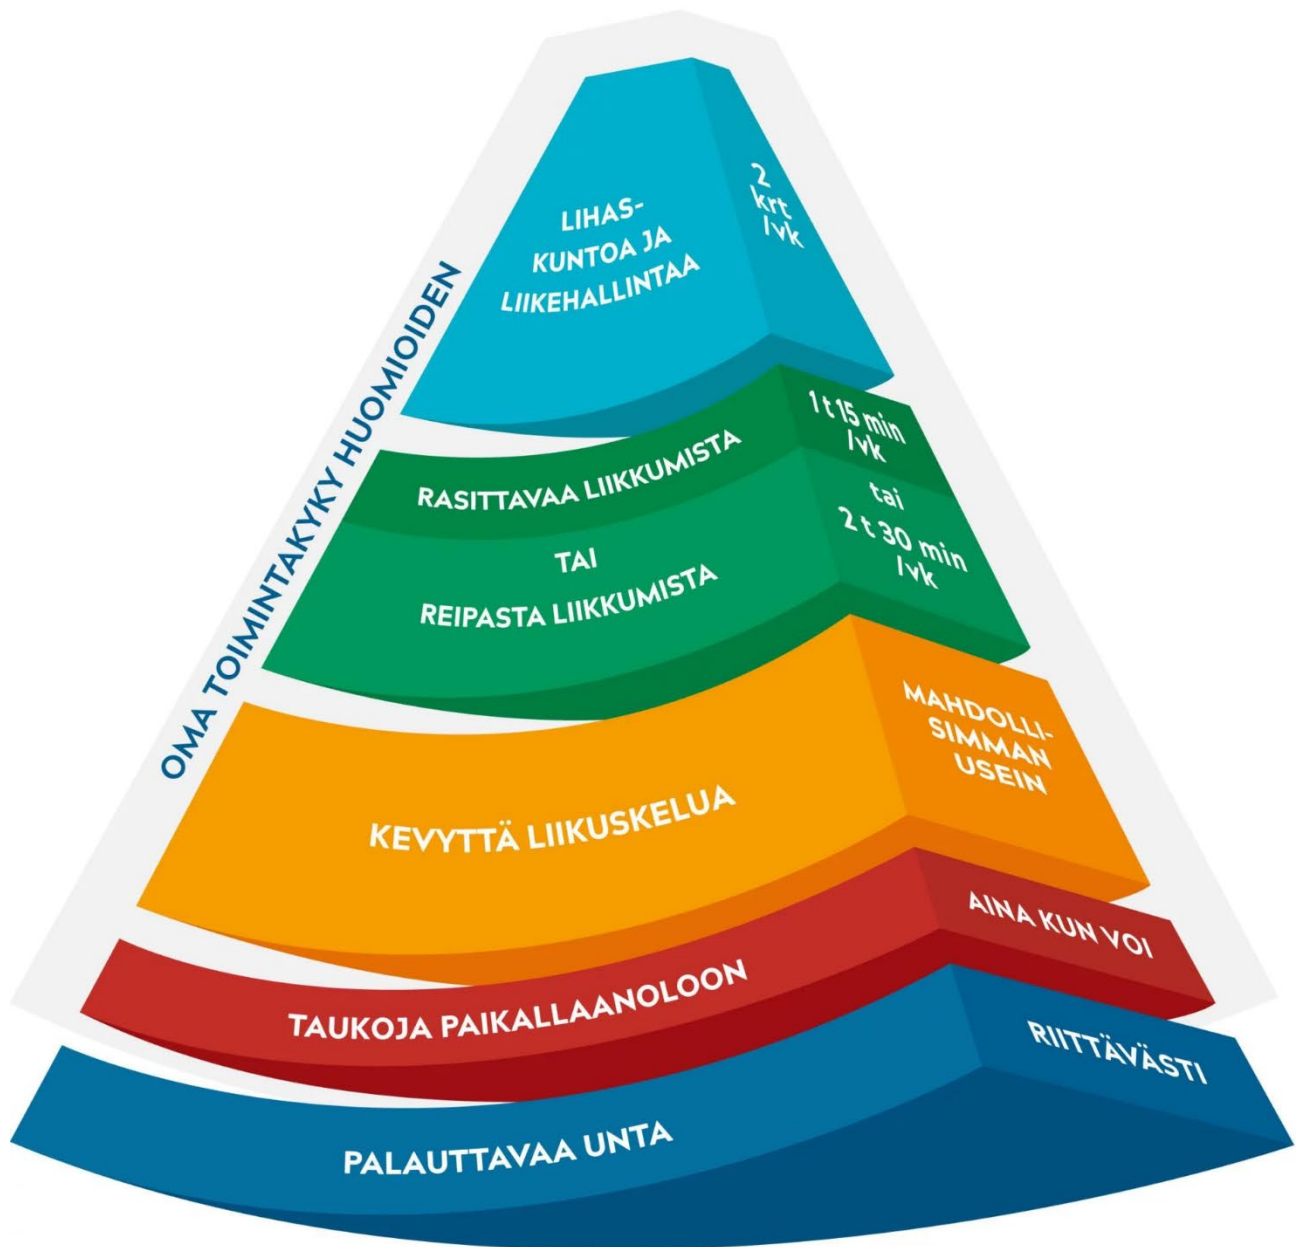 OMA TOIMINTAKYKY HUOMIOIDEN
LIHAS-
KUNTOA JA
LIIKEHALLINTAA
2
krt
/vk
RASITTAVAA LIIKKUMISTA
1 t 15 min
/vk
TAI
REIPASTA LIIKKUMISTA
tai
2 t 30 min
/vk
KEVYTTÄ LIIKUSKELUA
MAHDOLLI-
SIMMAN
USEIN
TAUKOJA PAIKALLAANOLOON
AINA KUN VOI
PALAUTTAVAA UNTA
RIITTÄVÄSTI